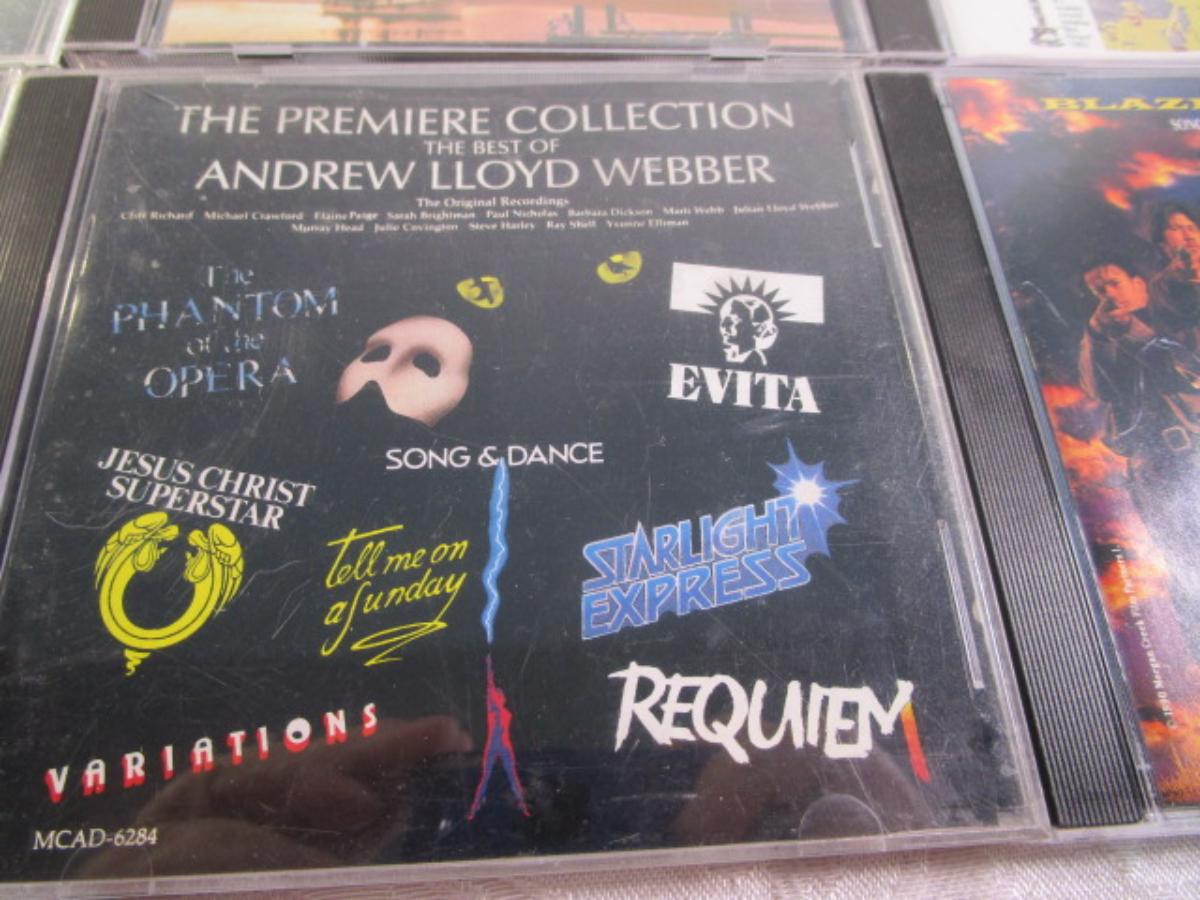 THE PREMIERE COLLECTION
THE BEST OF
ANDREW LLOYD WEBBER
The Original Recordings
Cliff Richard Michael Crawford Elaine Paige Sarah Brightman Paul Nicholas Barbara Dickson Marti Webb Julian Lloyd Webber
Murray Head Julie Covington Steve Harley Ray Shell Yvonne Elliman
The
PHANTOM
of the
OPERA
EVITA
SONG & DANCE
JESUS CHRIST
SUPERSTAR
Tell me on
a Sunday
STARLIGHT
EXPRESS
VARIATIONS
REQUIEM
MCAD-6284
BLAZ
SON